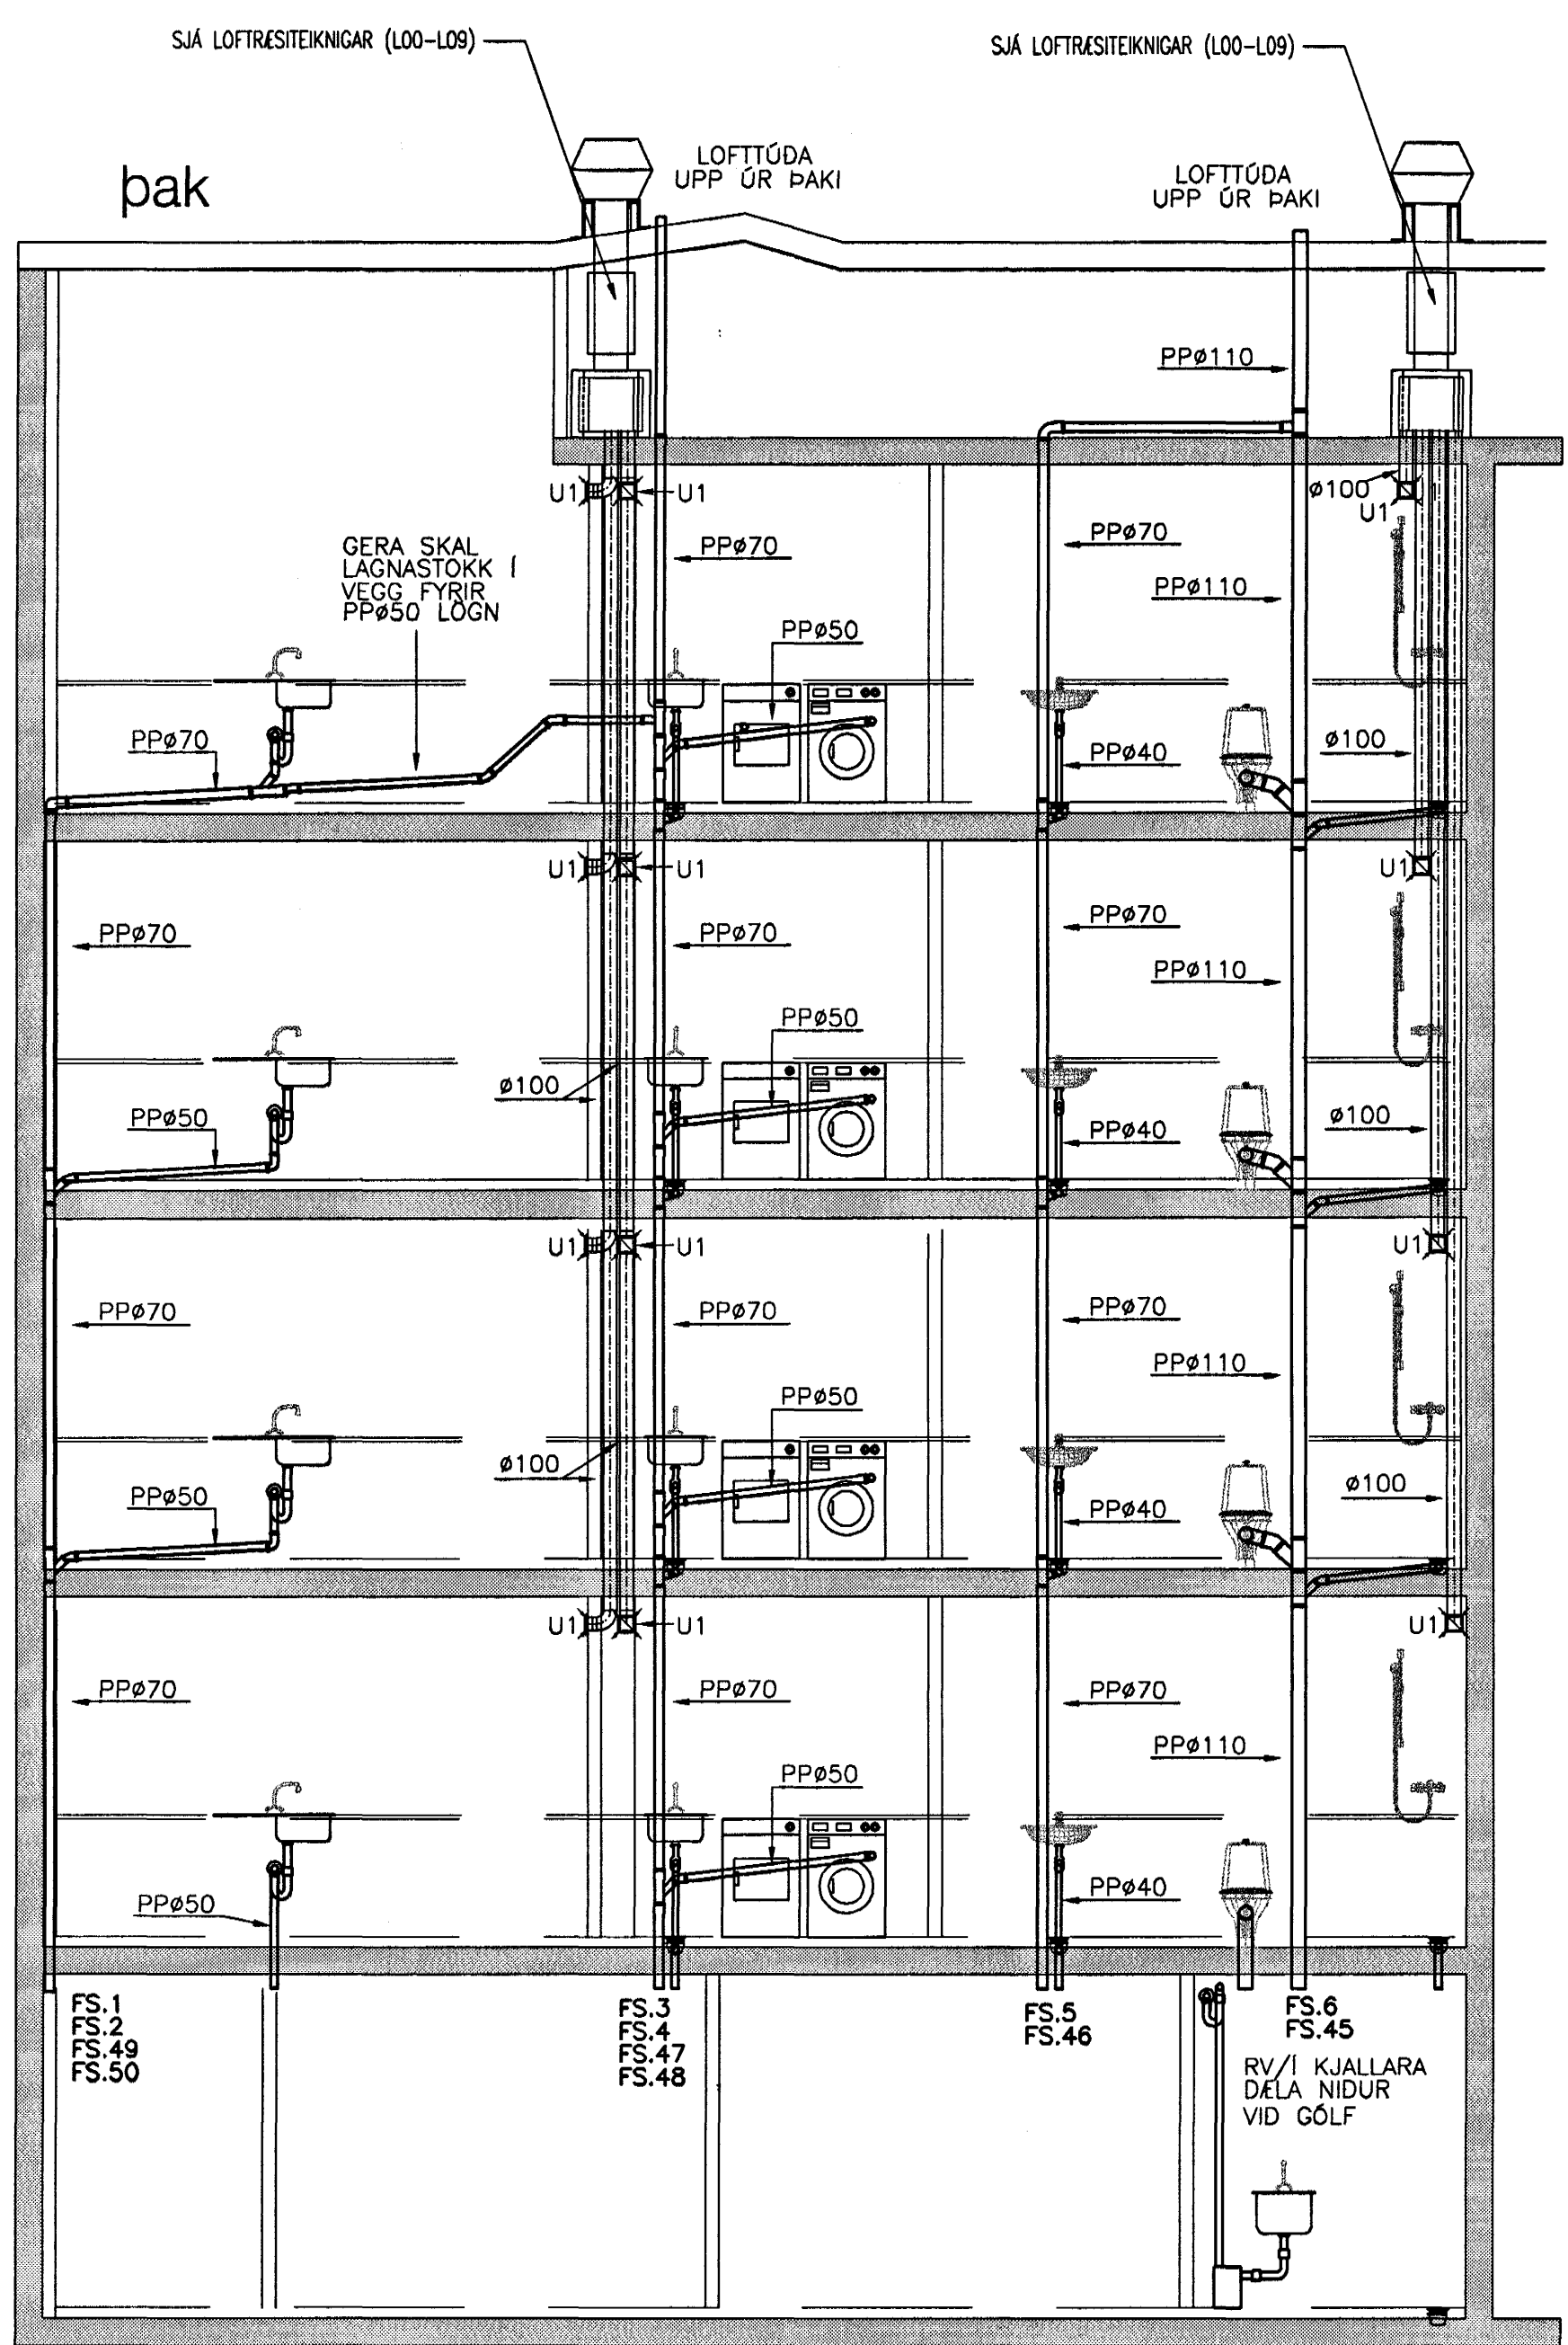 SJÁ LOFTRÆSITEIKNIGAR (L00-L09)
SJÁ LOFTRÆSITEIKNIGAR (L00-L09)
þak
LOFTTÚÐA
UPP ÚR ÞAKI
LOFTTÚÐA
UPP ÚR ÞAKI
PPø110
U1
U1
ø100
U1
GERA SKAL
LAGNASTOKK Í
VEGG FYRIR
PPø50 LÖGN
PPø70
PPø70
PPø110
PPø50
PPø70
PPø40
ø100
U1
U1
U1
PPø70
PPø70
PPø70
PPø110
PPø50
ø100
PPø50
PPø40
ø100
U1
U1
U1
PPø70
PPø70
PPø70
PPø110
PPø50
ø100
PPø50
PPø40
ø100
U1
U1
U1
PPø70
PPø70
PPø70
PPø110
PPø50
PPø50
PPø40
FS.1
FS.2
FS.49
FS.50
FS.3
FS.4
FS.47
FS.48
FS.5
FS.46
FS.6
FS.45
RV/Í KJALLARA
DÆLA NIÐUR
VIÐ GÓLF